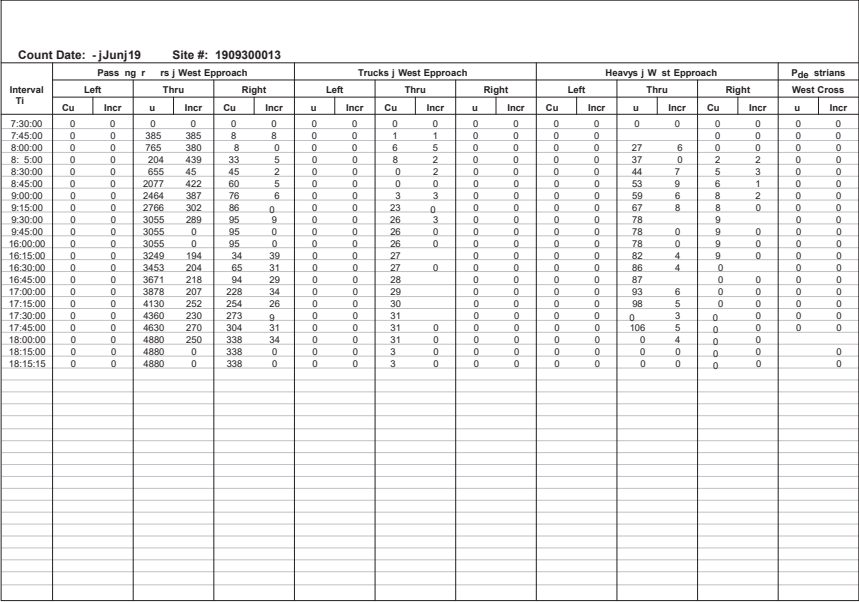 Count Date: - jJunj19 Site #: 1909300013
Pass ng r rs j West Epproach Trucks j West Epproach Heavys j W st Epproach Pde strians
Interval Left Thru Right Left Thru Right Left Thru Right West Cross
Ti
Cu Incr u Incr Cu Incr u Incr Cu Incr u Incr Cu Incr u Incr Cu Incr u Incr
7:30:00 0 0 0 0 0 0 0 0 0 0 0 0 0 0 0 0 0 0 0 0
7:45:00 0 0 385 385 8 8 0 0 1 1 0 0 0 0 0 0 0 0
8:00:00 0 0 765 380 8 0 0 0 6 5 0 0 0 0 27 6 0 0 0 0
8: 5:00 0 0 204 439 33 5 0 0 8 2 0 0 0 0 37 0 2 2 0 0
8:30:00 0 0 655 45 45 2 0 0 0 2 0 0 0 0 44 7 5 3 0 0
8:45:00 0 0 2077 422 60 5 0 0 0 0 0 0 0 0 53 9 6 1 0 0
9:00:00 0 0 2464 387 76 6 0 0 3 3 0 0 0 0 59 6 8 2 0 0
9:15:00 0 0 2766 302 86 0 0 0 23 0 0 0 0 0 67 8 8 0 0 0
9:30:00 0 0 3055 289 95 9 0 0 26 3 0 0 0 0 78 9 0 0
9:45:00 0 0 3055 0 95 0 0 0 26 0 0 0 0 0 78 0 9 0 0 0
16:00:00 0 0 3055 0 95 0 0 0 26 0 0 0 0 0 78 0 9 0 0 0
16:15:00 0 0 3249 194 34 39 0 0 27 0 0 0 0 82 4 9 0 0 0
16:30:00 0 0 3453 204 65 31 0 0 27 0 0 0 0 0 86 4 0 0 0
16:45:00 0 0 3671 218 94 29 0 0 28 0 0 0 0 87 0 0 0 0
17:00:00 0 0 3878 207 228 34 0 0 29 0 0 0 0 93 6 0 0 0 0
17:15:00 0 0 4130 252 254 26 0 0 30 0 0 0 0 98 5 0 0 0 0
17:30:00 0 0 4360 230 273 9 0 0 31 0 0 0 0 0 3 0 0 0 0
17:45:00 0 0 4630 270 304 31 0 0 31 0 0 0 0 0 106 5 0 0 0 0
18:00:00 0 0 4880 250 338 34 0 0 31 0 0 0 0 0 0 4 0 0
18:15:00 0 0 4880 0 338 0 0 0 3 0 0 0 0 0 0 0 0 0 0
18:15:15 0 0 4880 0 338 0 0 0 3 0 0 0 0 0 0 0 0 0 0